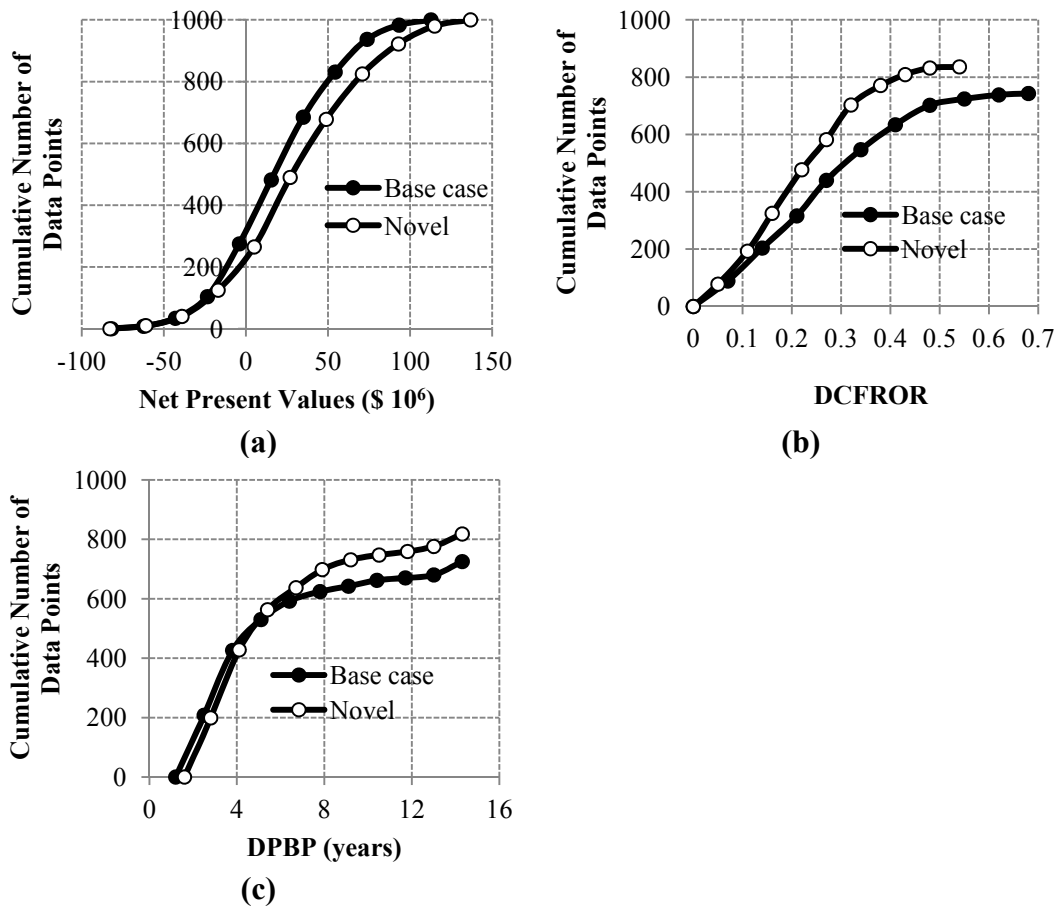 Cumulative Number of
Data Points
1000
800
600
400
200
0
Base case
Novel
-100
-50
0
50
100
150
Net Present Values ($ 10⁶)
(a)
Cumulative Number of
Data Points
1000
800
600
400
200
0
Base case
Novel
0
0.1
0.2
0.3
0.4
0.5
0.6
0.7
DCFROR
(b)
Cumulative Number of
Data Points
1000
800
600
400
200
0
Base case
Novel
0
4
8
12
16
DPBP (years)
(c)